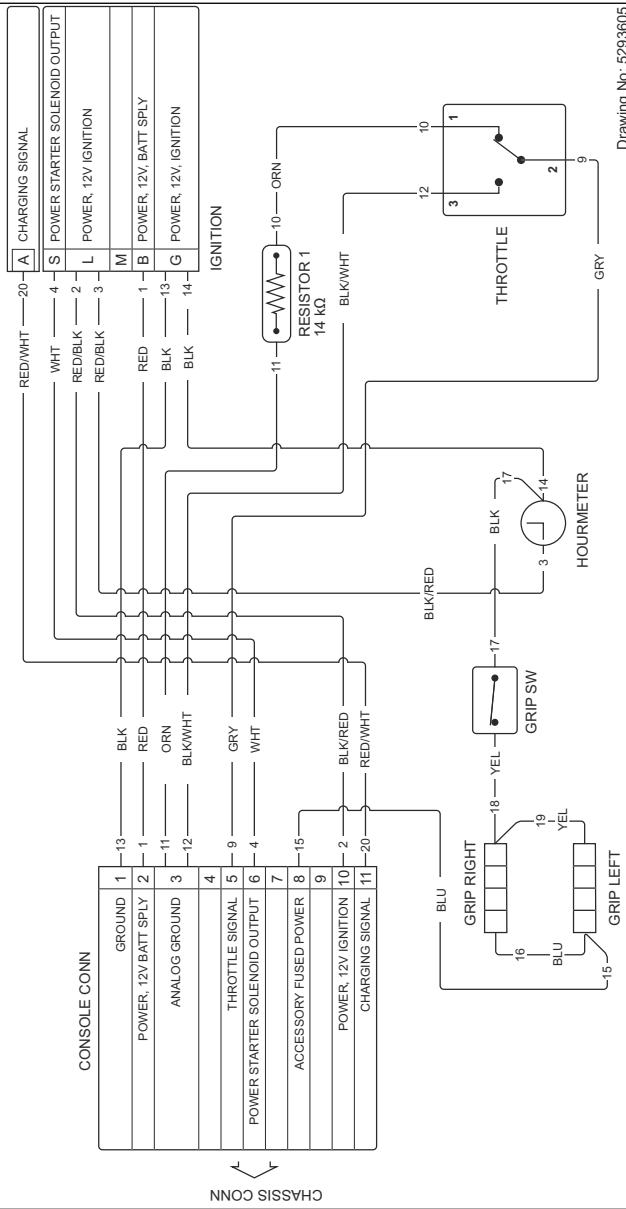 CONSOLE CONN
CHASSIS CONN
GROUND 1
POWER, 12V BATT SPLY 2
ANALOG GROUND 3
4
THROTTLE SIGNAL 5
POWER STARTER SOLENOID OUTPUT 6
7
ACCESSORY FUSED POWER 8
9
POWER, 12V IGNITION 10
CHARGING SIGNAL 11
13 BLK
1 RED
11 ORN
12 BLK/WHT
9 GRY
4 WHT
15
2 BLK/RED
20 RED/WHT
RED/WHT 20
WHT 4
RED/BLK 2
RED/BLK 3
RED 1
BLK 13
BLK 14
A CHARGING SIGNAL
S POWER STARTER SOLENOID OUTPUT
L POWER, 12V IGNITION
M
B POWER, 12V, BATT SPLY
G POWER, 12V, IGNITION
IGNITION
11
RESISTOR 1
14 kΩ
10
ORN
10
BLK/WHT
12
1
3
2
THROTTLE
9
GRY
BLU
GRIP RIGHT
18
YEL
GRIP SW
17
BLK
17
14
BLK/RED
3
HOURMETER
16
BLU
19
YEL
GRIP LEFT
15
Drawing No: 5293605